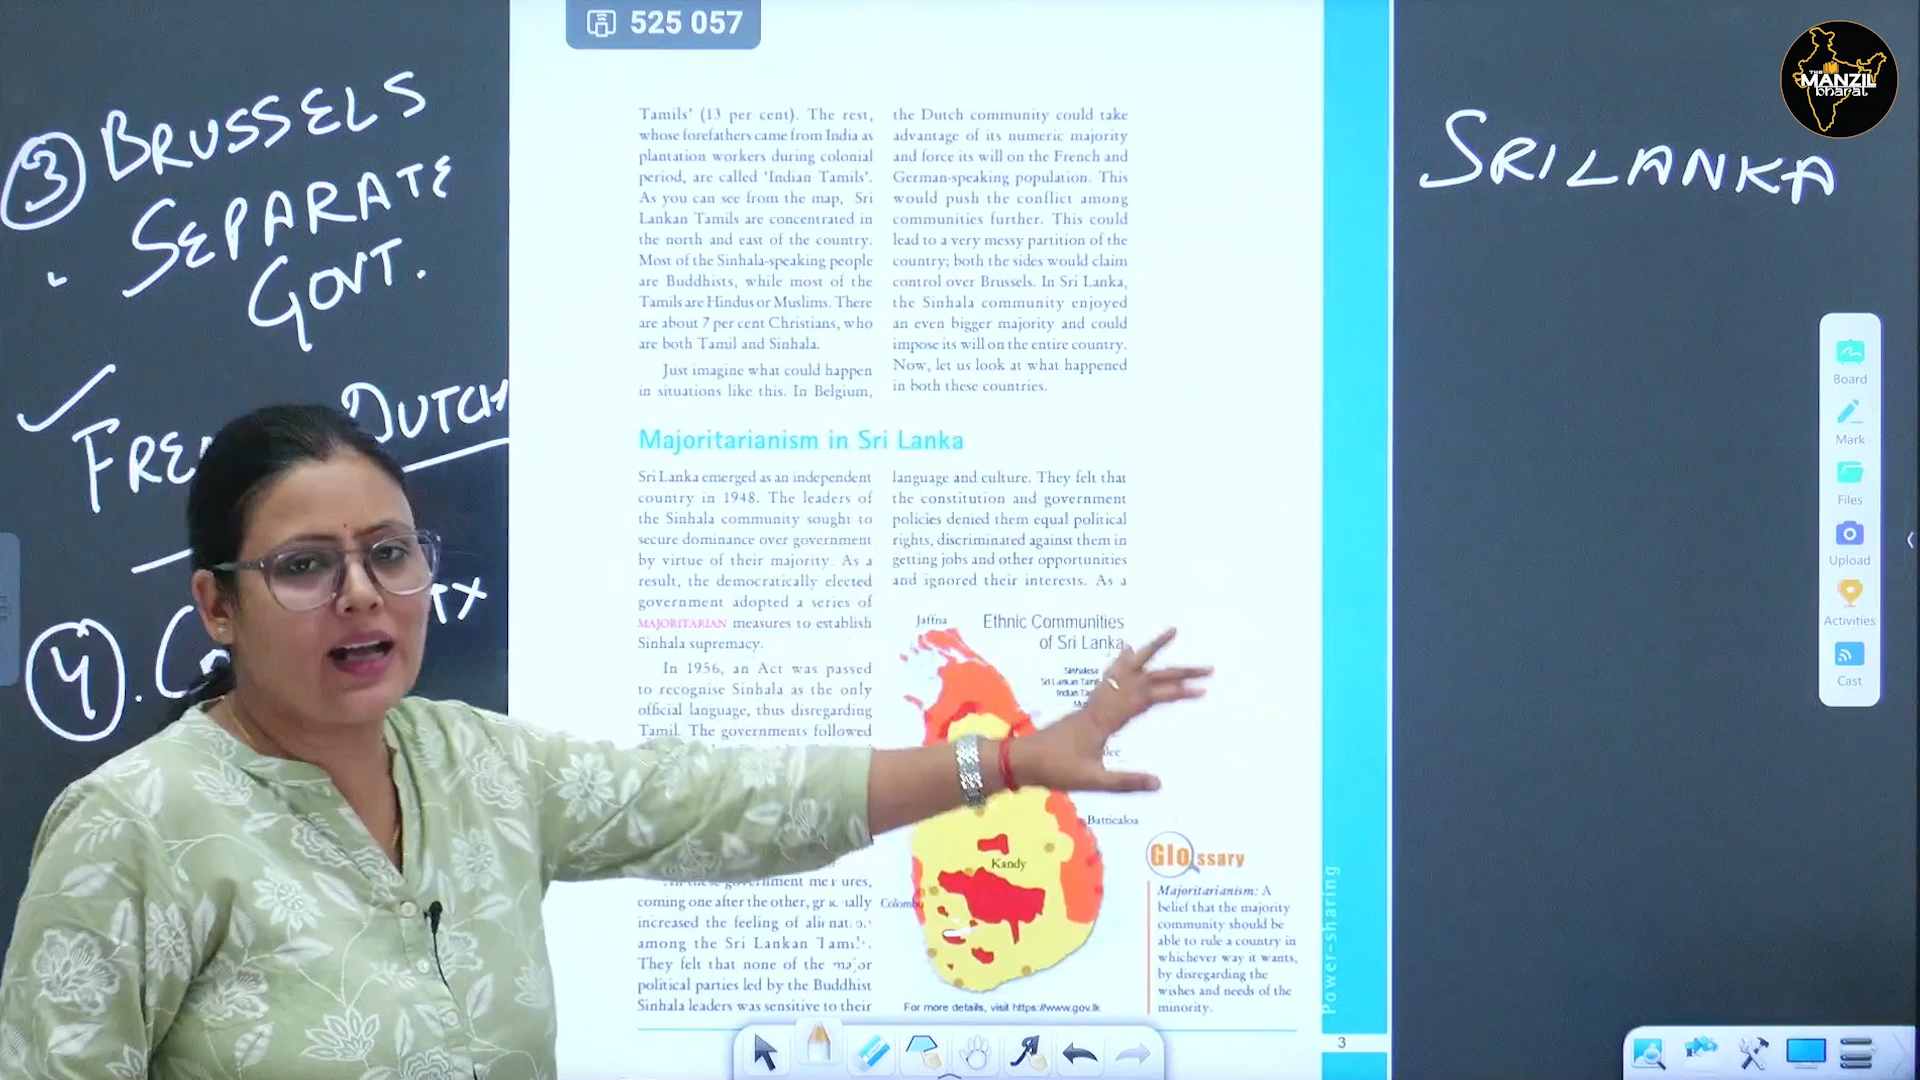 525 057
THE
MANZIL
bharat
③ BRUSSELS
SEPARATE
GOVT.
DUTCH
④.
SRILANKA
Tamils' (13 per cent). The rest,
whose forefathers came from India as
plantation workers during colonial
period, are called 'Indian Tamils'.
As you can see from the map, Sri
Lankan Tamils are concentrated in
the north and east of the country.
Most of the Sinhala-speaking people
are Buddhists, while most of the
Tamils are Hindus or Muslims. There
are about 7 per cent Christians, who
are both Tamil and Sinhala.
Just imagine what could happen
in situations like this. In Belgium,
the Dutch community could take
advantage of its numeric majority
and force its will on the French and
German-speaking population. This
would push the conflict among
communities further. This could
lead to a very messy partition of the
country; both the sides would claim
control over Brussels. In Sri Lanka,
the Sinhala community enjoyed
an even bigger majority and could
impose its will on the entire country.
Now, let us look at what happened
in both these countries.
Majoritarianism in Sri Lanka
Sri Lanka emerged as an independent
country in 1948. The leaders of
the Sinhala community sought to
secure dominance over government
by virtue of their majority. As a
result, the democratically elected
government adopted a series of
MAJORITARIAN measures to establish
Sinhala supremacy.
In 1956, an Act was passed
to recognise Sinhala as the only
official language, thus disregarding
Tamil. The governments followed
coming one after the other, gradually
increased the feeling of alienation
among the Sri Lankan Tamils.
They felt that none of the major
political parties led by the Buddhist
Sinhala leaders was sensitive to their
language and culture. They felt that
the constitution and government
policies denied them equal political
rights, discriminated against them in
getting jobs and other opportunities
and ignored their interests. As a
Ethnic Communities
of Sri Lanka
Jaffna
Sinhalese
Sri Lankan Tamil
Batticaloa
Kandy
Colombo
For more details, visit https://www.gov.lk
Glossary
Majoritarianism: A
belief that the majority
community should be
able to rule a country in
whichever way it wants,
by disregarding the
wishes and needs of the
minority.
Power-sharing
3
Board
Mark
Files
Upload
Activities
Cast